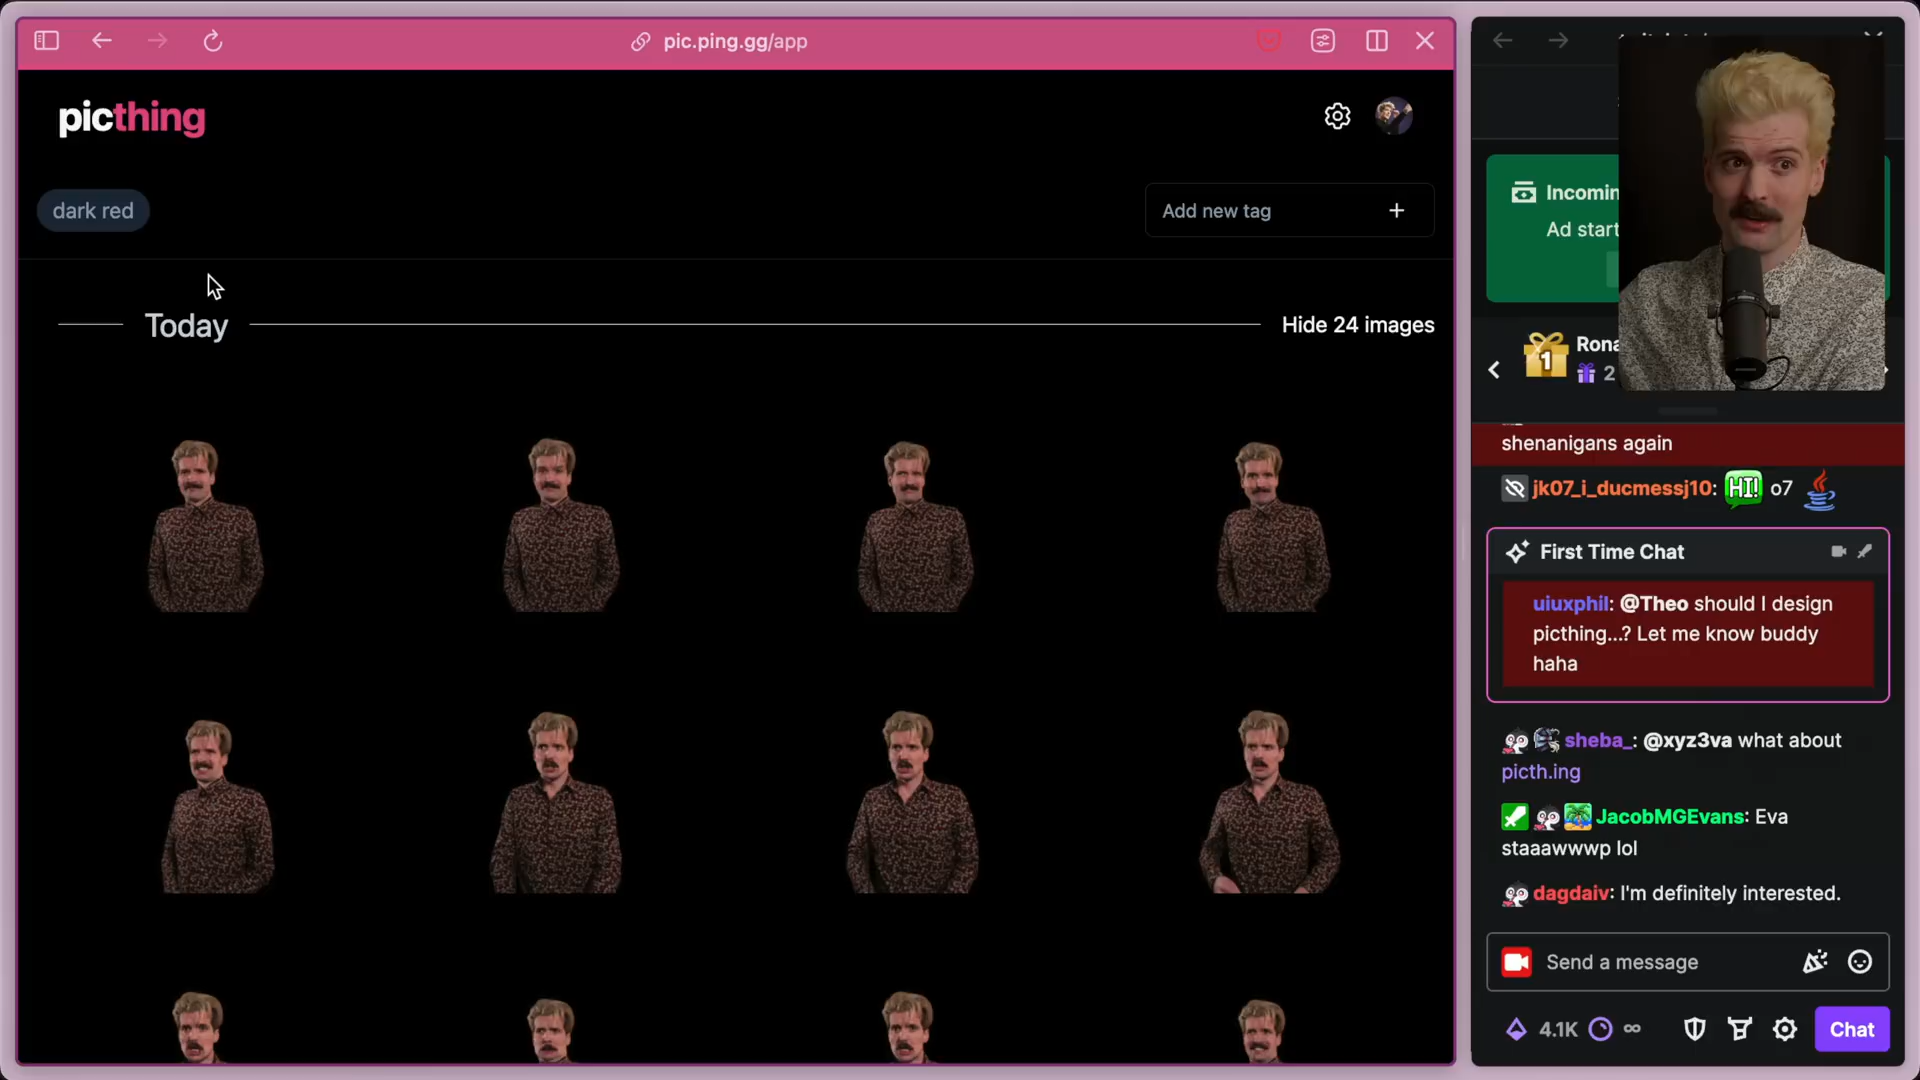 pic.ping.gg/app
picthing
dark red
Add new tag
Today
Hide 24 images
Ad start
1
2
shenanigans again
jk07_i_ducmessj10: HI! o7
First Time Chat
uiuxphil: @Theo should I design
picthing...? Let me know buddy
haha
sheba_: @xyz3va what about
picth.ing
JacobMGEvans: Eva
staaawwwp lol
dagdaiv: I'm definitely interested.
Send a message
4.1K
∞
Chat